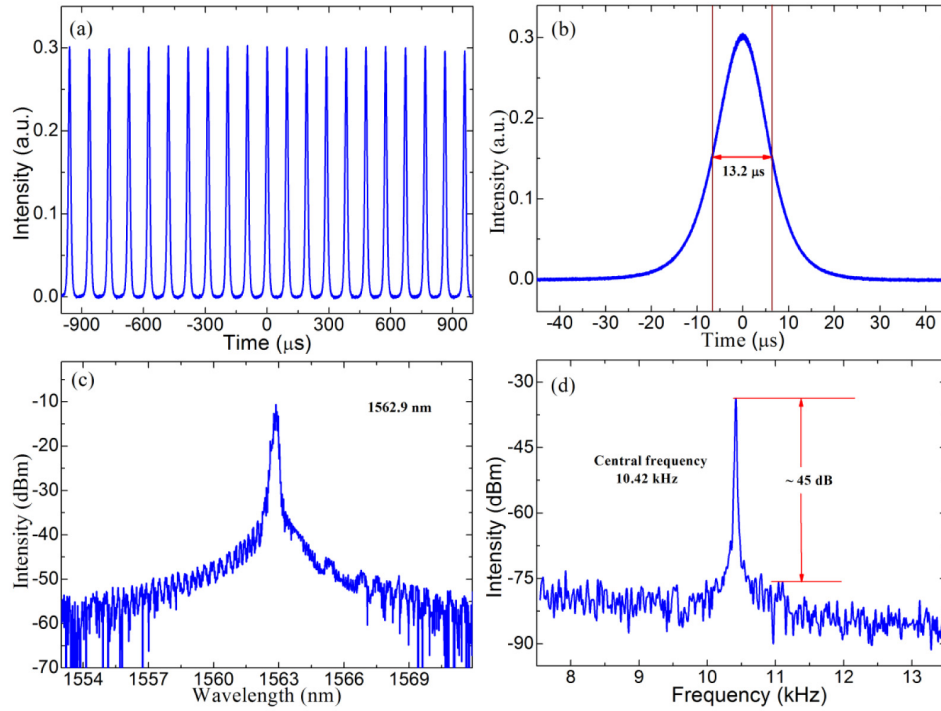 (a)
Intensity (a.u.)
0.3
0.2
0.1
0.0
-900 -600 -300 0 300 600 900
Time (μs)
(b)
Intensity (a.u.)
0.3
0.2
0.1
0.0
13.2 μs
-40 -30 -20 -10 0 10 20 30 40
Time (μs)
(c)
Intensity (dBm)
-10
-20
-30
-40
-50
-60
-70
1562.9 nm
1554 1557 1560 1563 1566 1569
Wavelength (nm)
(d)
Intensity (dBm)
-30
-45
-60
-75
-90
Central frequency
10.42 kHz
~ 45 dB
8 9 10 11 12 13
Frequency (kHz)